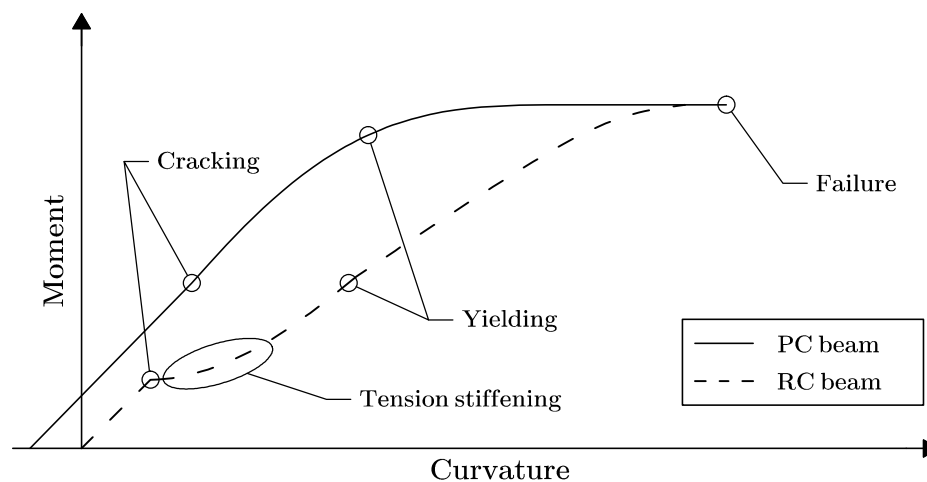 Cracking
Failure
Moment
Yielding
PC beam
RC beam
Tension stiffening
Curvature